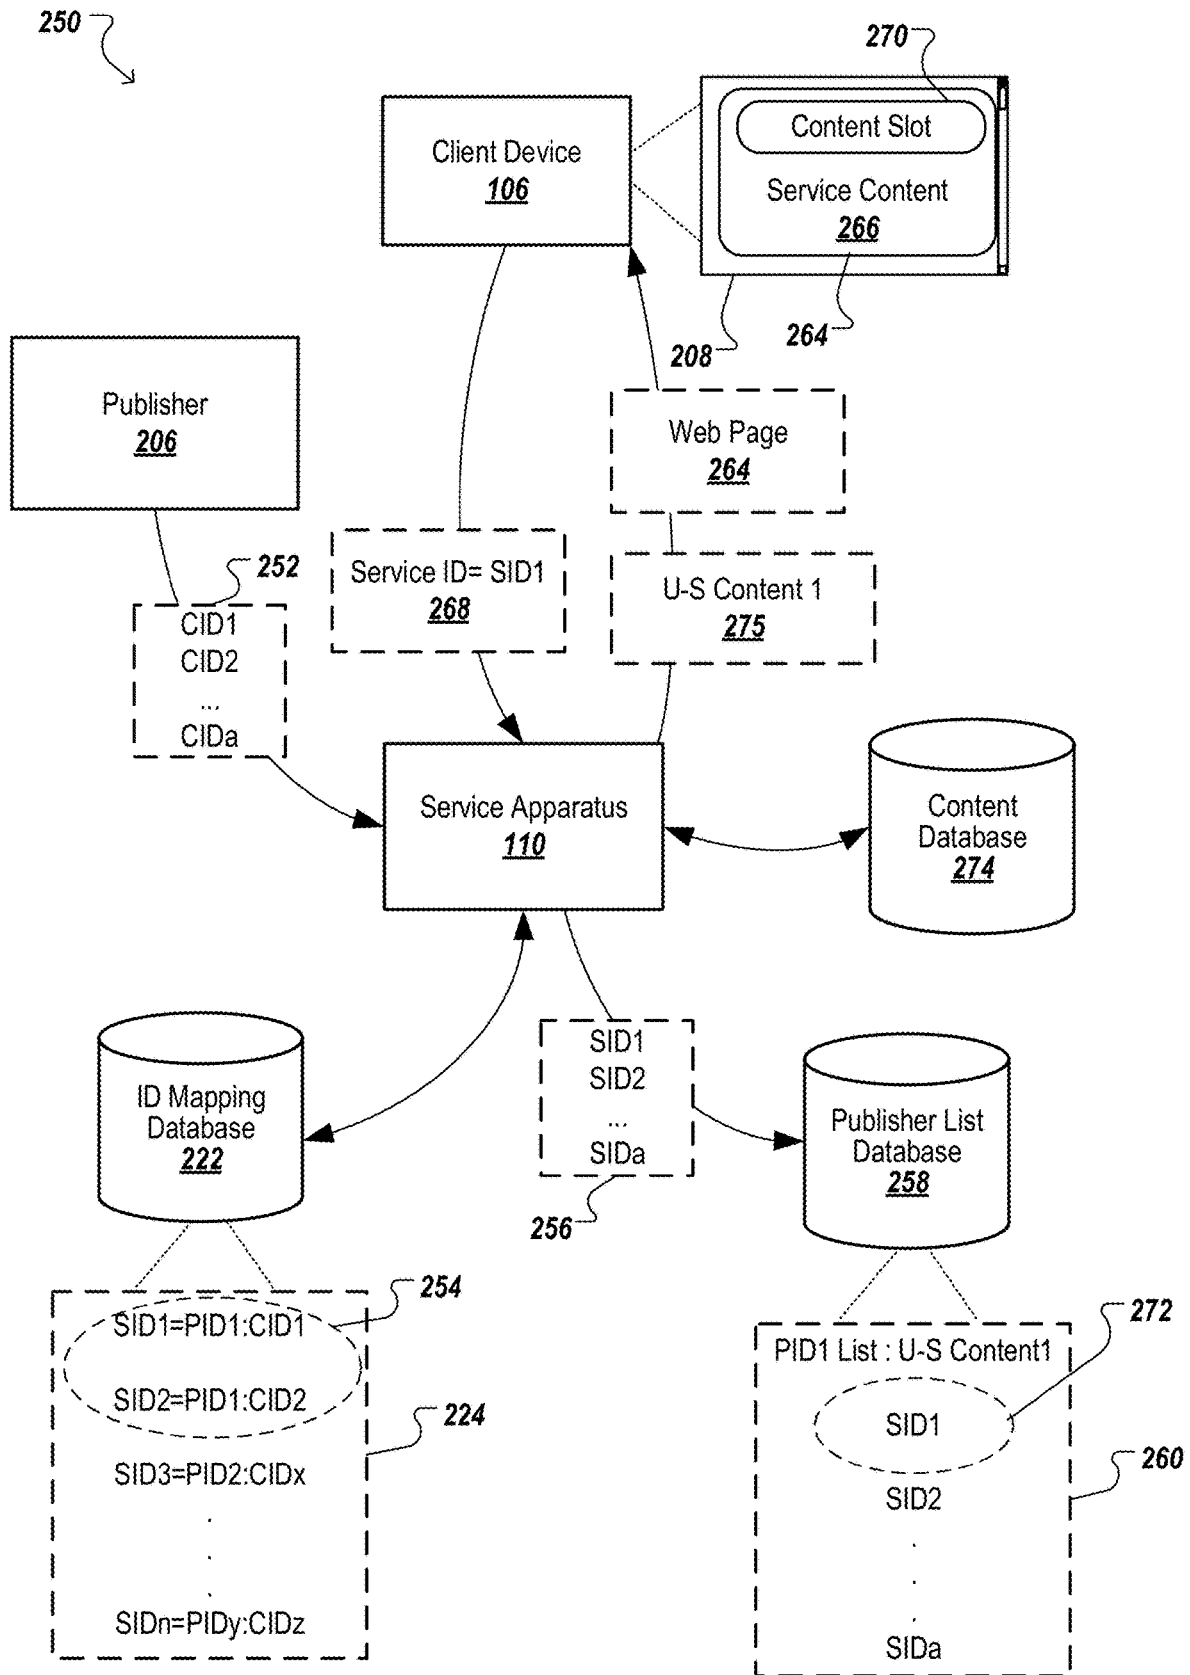 250
270
Content Slot
Service Content
266
264
208
Client Device
106
Publisher
206
Web Page
264
252
CID1
CID2
...
CIDa
Service ID= SID1
268
U-S Content 1
275
Service Apparatus
110
Content
Database
274
ID Mapping
Database
222
SID1
SID2
...
SIDa
256
Publisher List
Database
258
254
SID1=PID1:CID1
SID2=PID1:CID2
224
SID3=PID2:CIDx
.
.
.
SIDn=PIDy:CIDz
272
PID1 List : U-S Content1
SID1
260
SID2
.
.
.
SIDa